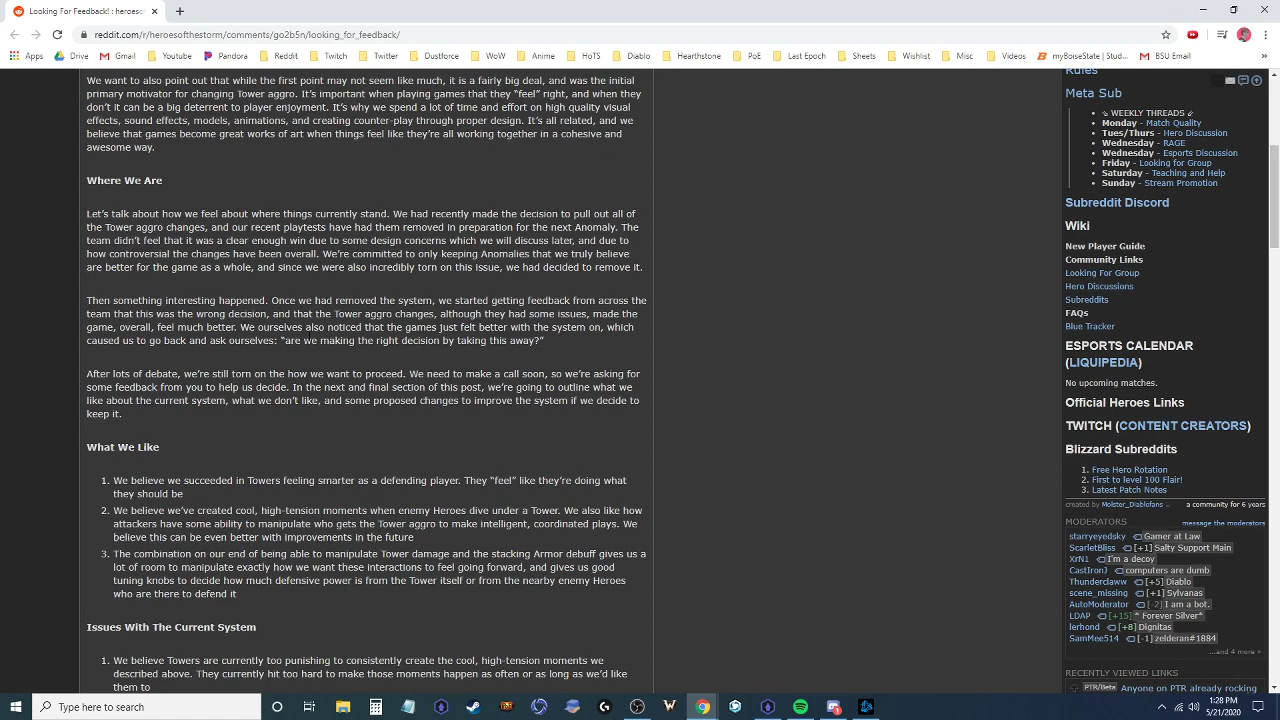 Looking For Feedback! : heroesof
reddit.com/r/heroesofthestorm/comments/go2b5n/looking_for_feedback/
Apps
Gmail
Youtube
Pandora
Reddit
Twitch
Twitter
Dustforce
WoW
Anime
HoTS
Diablo
Hearthstone
PoE
Last Epoch
Sheets
Wishlist
Misc
Videos
myBoiseState | Stud...
BSU Email
We want to also point out that while the first point may not seem like much, it is a fairly big deal, and was the initial
primary motivator for changing Tower aggro. It's important when playing games that they “feel” right, and when they
don't it can be a big deterrent to player enjoyment. It's why we spend a lot of time and effort on high quality visual
effects, sound effects, models, animations, and creating counter-play through proper design. It's all related, and we
believe that games become great works of art when things feel like they're all working together in a cohesive and
awesome way.
Where We Are
Let's talk about how we feel about where things currently stand. We had recently made the decision to pull out all of
the Tower aggro changes, and our recent playtests have had them removed in preparation for the next Anomaly. The
team didn't feel that it was a clear enough win due to some design concerns which we will discuss later, and due to
how controversial the changes have been overall. We're committed to only keeping Anomalies that we truly believe
are better for the game as a whole, and since we were also incredibly torn on this issue, we had decided to remove it.
Then something interesting happened. Once we had removed the system, we started getting feedback from across the
team that this was the wrong decision, and that the Tower aggro changes, although they had some issues, made the
game, overall, feel much better. We ourselves also noticed that the games just felt better with the system on, which
caused us to go back and ask ourselves: “are we making the right decision by taking this away?”
After lots of debate, we're still torn on the how we want to proceed. We need to make a call soon, so we're asking for
some feedback from you to help us decide. In the next and final section of this post, we're going to outline what we
like about the current system, what we don't like, and some proposed changes to improve the system if we decide to
keep it.
What We Like
1. We believe we succeeded in Towers feeling smarter as a defending player. They “feel” like they're doing what
they should be
2. We believe we've created cool, high-tension moments when enemy Heroes dive under a Tower. We also like how
attackers have some ability to manipulate who gets the Tower aggro to make intelligent, coordinated plays. We
believe this can be even better with improvements in the future
3. The combination on our end of being able to manipulate Tower damage and the stacking Armor debuff gives us a
lot of room to manipulate exactly how we want these interactions to feel going forward, and gives us good
tuning knobs to decide how much defensive power is from the Tower itself or from the nearby enemy Heroes
who are there to defend it
Issues With The Current System
1. We believe Towers are currently too punishing to consistently create the cool, high-tension moments we
described above. They currently hit too hard to make those moments happen as often or as long as we'd like
them to
Rules
Meta Sub
WEEKLY THREADS
Monday - Match Quality
Tues/Thurs - Hero Discussion
Wednesday - RAGE
Wednesday - Esports Discussion
Friday - Looking for Group
Saturday - Teaching and Help
Sunday - Stream Promotion
Subreddit Discord
Wiki
New Player Guide
Community Links
Looking For Group
Hero Discussions
Subreddits
FAQs
Blue Tracker
ESPORTS CALENDAR
(LIQUIPEDIA)
No upcoming matches.
Official Heroes Links
TWITCH (CONTENT CREATORS)
Blizzard Subreddits
1. Free Hero Rotation
2. First to level 100 Flair!
3. Latest Patch Notes
created by Molster_Diablofans
a community for 6 years
MODERATORS
message the moderators
starryeyedsky Gamer at Law
ScarletBliss [+1] Salty Support Main
XrN1 I'm a decoy
CastIronJ computers are dumb
Thunderclaww [+5] Diablo
scene_missing [+1] Sylvanas
AutoModerator [-2] I am a bot.
LDAP [+15] ^ Forever Silver^
lerhond [+8] Dignitas
SamMee514 [-1] zelderan#1884
...and 4 more »
RECENTLY VIEWED LINKS
PTR/Beta Anyone on PTR already rocking
Type here to search
1:28 PM
5/21/2020